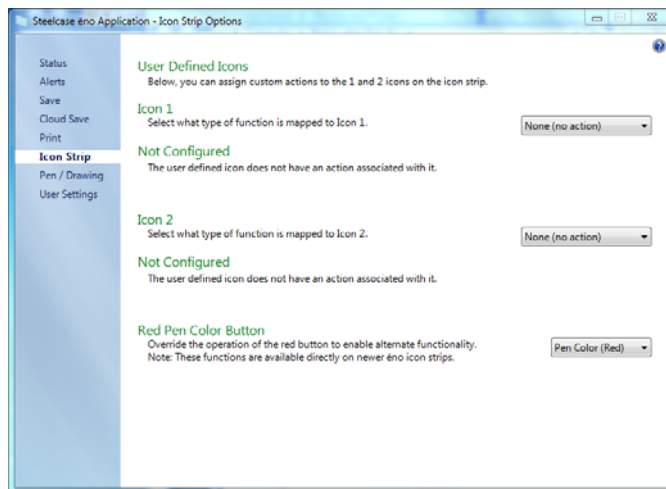 Steelcase ēno Application - Icon Strip Options
Status
Alerts
Save
Cloud Save
Print
Icon Strip
Pen / Drawing
User Settings
User Defined Icons
Below, you can assign custom actions to the 1 and 2 icons on the icon strip.
Icon 1
Select what type of function is mapped to Icon 1.
None (no action)
Not Configured
The user defined icon does not have an action associated with it.
Icon 2
Select what type of function is mapped to Icon 2.
None (no action)
Not Configured
The user defined icon does not have an action associated with it.
Red Pen Color Button
Override the operation of the red button to enable alternate functionality.
Note: These functions are available directly on newer ēno icon strips.
Pen Color (Red)